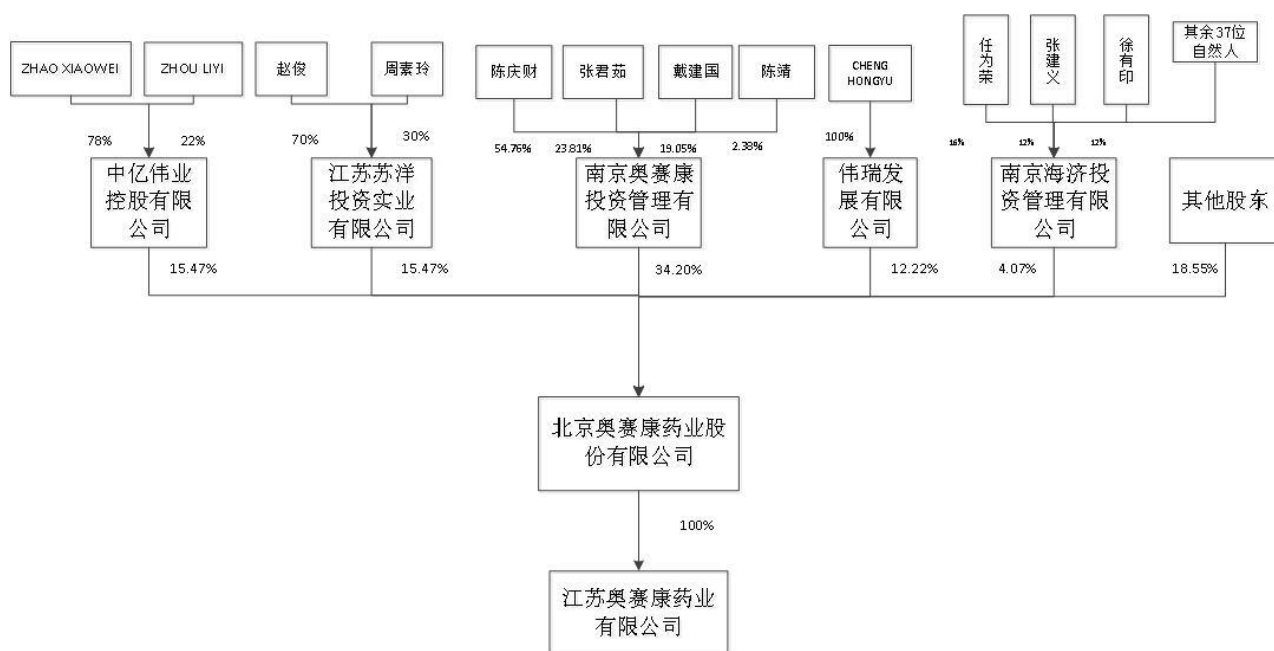 ZHAO XIAOWEI
ZHOU LIYI
赵俊
周素玲
陈庆财
张君茹
戴建国
陈靖
CHENG
HONGYU
任为荣
张建义
徐有印
其余37位
自然人
78%
22%
70%
30%
54.76%
23.81%
19.05%
2.38%
100%
16%
12%
12%
中亿伟业
控股有限
公司
江苏苏洋
投资实业
有限公司
南京奥赛康
投资管理有
限公司
伟瑞发
展有限
公司
南京海济投
资管理有限
公司
其他股东
15.47%
15.47%
34.20%
12.22%
4.07%
18.55%
北京奥赛康药业股
份有限公司
100%
江苏奥赛康药业
有限公司